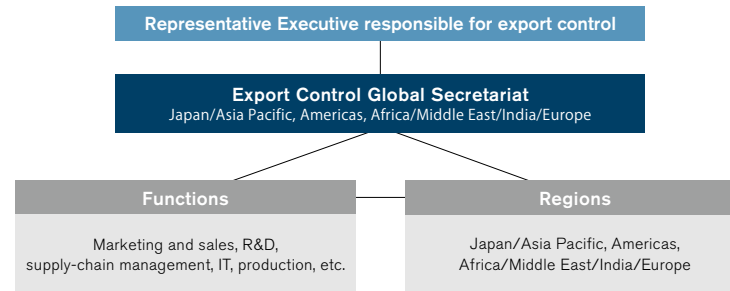 Representative Executive responsible for export control
Export Control Global Secretariat
Japan/Asia Pacific, Americas, Africa/Middle East/India/Europe
Functions
Marketing and sales, R&D,
supply-chain management, IT, production, etc.
Regions
Japan/Asia Pacific, Americas,
Africa/Middle East/India/Europe